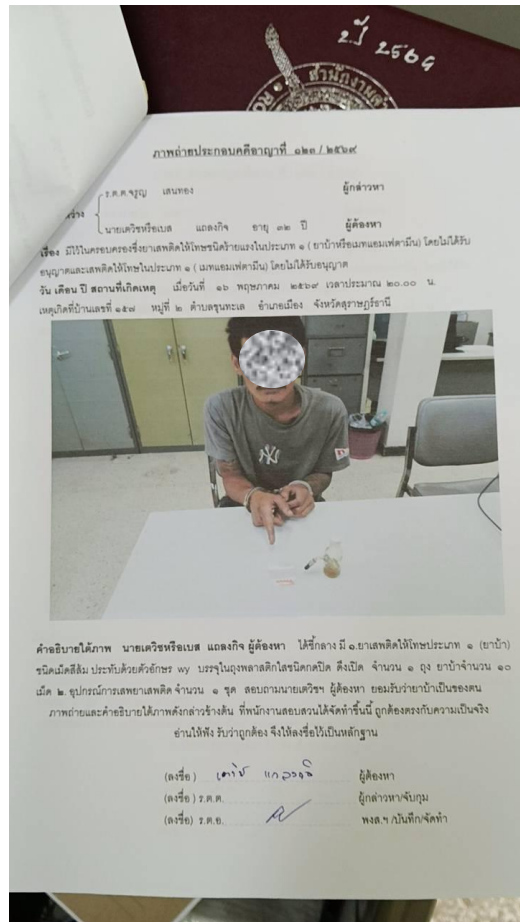 ปี 2569
สำนักงานตำ
ภาพถ่ายประกอบคดีอาญาที่ ๑๒๓ / ๒๕๖๙
ร.ต.ต.จรูญ เสนทอง ผู้กล่าวหา
ว่าง
นายเตวิชหรือเบส แถลงกิจ อายุ ๓๒ ปี ผู้ต้องหา
เรื่อง มีไว้ในครอบครองซึ่งยาเสพติดให้โทษชนิดร้ายแรงในประเภท ๑ ( ยาบ้าหรือเมทแอมเฟตามีน) โดยไม่ได้รับ
อนุญาตและเสพติดให้โทษในประเภท ๑ ( เมทแอมเฟตามีน) โดยไม่ได้รับอนุญาต
วัน เดือน ปี สถานที่เกิดเหตุ เมื่อวันที่ ๑๖ พฤษภาคม ๒๕๖๙ เวลาประมาณ ๒๐.๐๐ น.
เหตุเกิดที่บ้านเลขที่ ๑๕๗ หมู่ที่ ๒ ตำบลขุนทะเล อำเภอเมือง จังหวัดสุราษฎร์ธานี
NY
คำอธิบายใต้ภาพ นายเตวิชหรือเบส แถลงกิจ ผู้ต้องหา ได้ชี้กลาง มี ๑.ยาเสพติดให้โทษประเภท ๑ (ยาบ้า)
ชนิดเม็ดสีส้ม ประทับด้วยตัวอักษร wy บรรจุในถุงพลาสติกใสชนิดกดปิด ดึงเปิด จำนวน ๑ ถุง ยาบ้าจำนวน ๑๐
เม็ด ๒. อุปกรณ์การเสพยาเสพติด จำนวน ๑ ชุด สอบถามนายเตวิชฯ ผู้ต้องหา ยอมรับว่ายาบ้าเป็นของตน
ภาพถ่ายและคำอธิบายใต้ภาพดังกล่าวข้างต้น ที่พนักงานสอบสวนได้จัดทำขึ้นนี้ ถูกต้องตรงกับความเป็นจริง
อ่านให้ฟัง รับว่าถูกต้อง จึงให้ลงชื่อไว้เป็นหลักฐาน
(ลงชื่อ ) เตวิช แถลงกิจ ผู้ต้องหา
(ลงชื่อ ) ร.ต.ต. ผู้กล่าวหา/จับกุม
(ลงชื่อ) ร.ต.อ. พงส.ฯ /บันทึก/จัดทำ